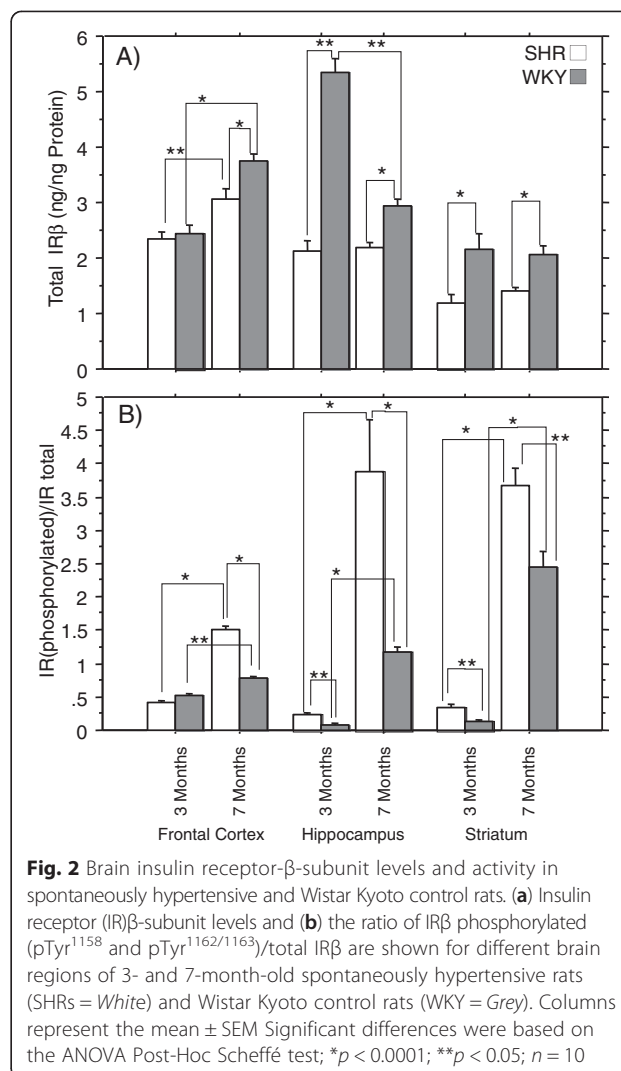 6
A)
SHR
WKY
5
4
3
2
1
0
Total IRβ (ng/ng Protein)
**
*
*
**
**
*
*
*
5
B)
4.5
4
3.5
3
2.5
2
1.5
1
.5
0
IR(phosphorylated)/IR total
*
*
**
*
*
*
**
*
*
**
**
3 Months
7 Months
3 Months
7 Months
3 Months
7 Months
Frontal Cortex
Hippocampus
Striatum
Fig. 2 Brain insulin receptor-β-subunit levels and activity in
spontaneously hypertensive and Wistar Kyoto control rats. (a) Insulin
receptor (IR)β-subunit levels and (b) the ratio of IRβ phosphorylated
(pTyr1158 and pTyr1162/1163)/total IRβ are shown for different brain
regions of 3- and 7-month-old spontaneously hypertensive rats
(SHRs = White) and Wistar Kyoto control rats (WKY = Grey). Columns
represent the mean ± SEM Significant differences were based on
the ANOVA Post-Hoc Scheffé test; *p < 0.0001; **p < 0.05; n = 10